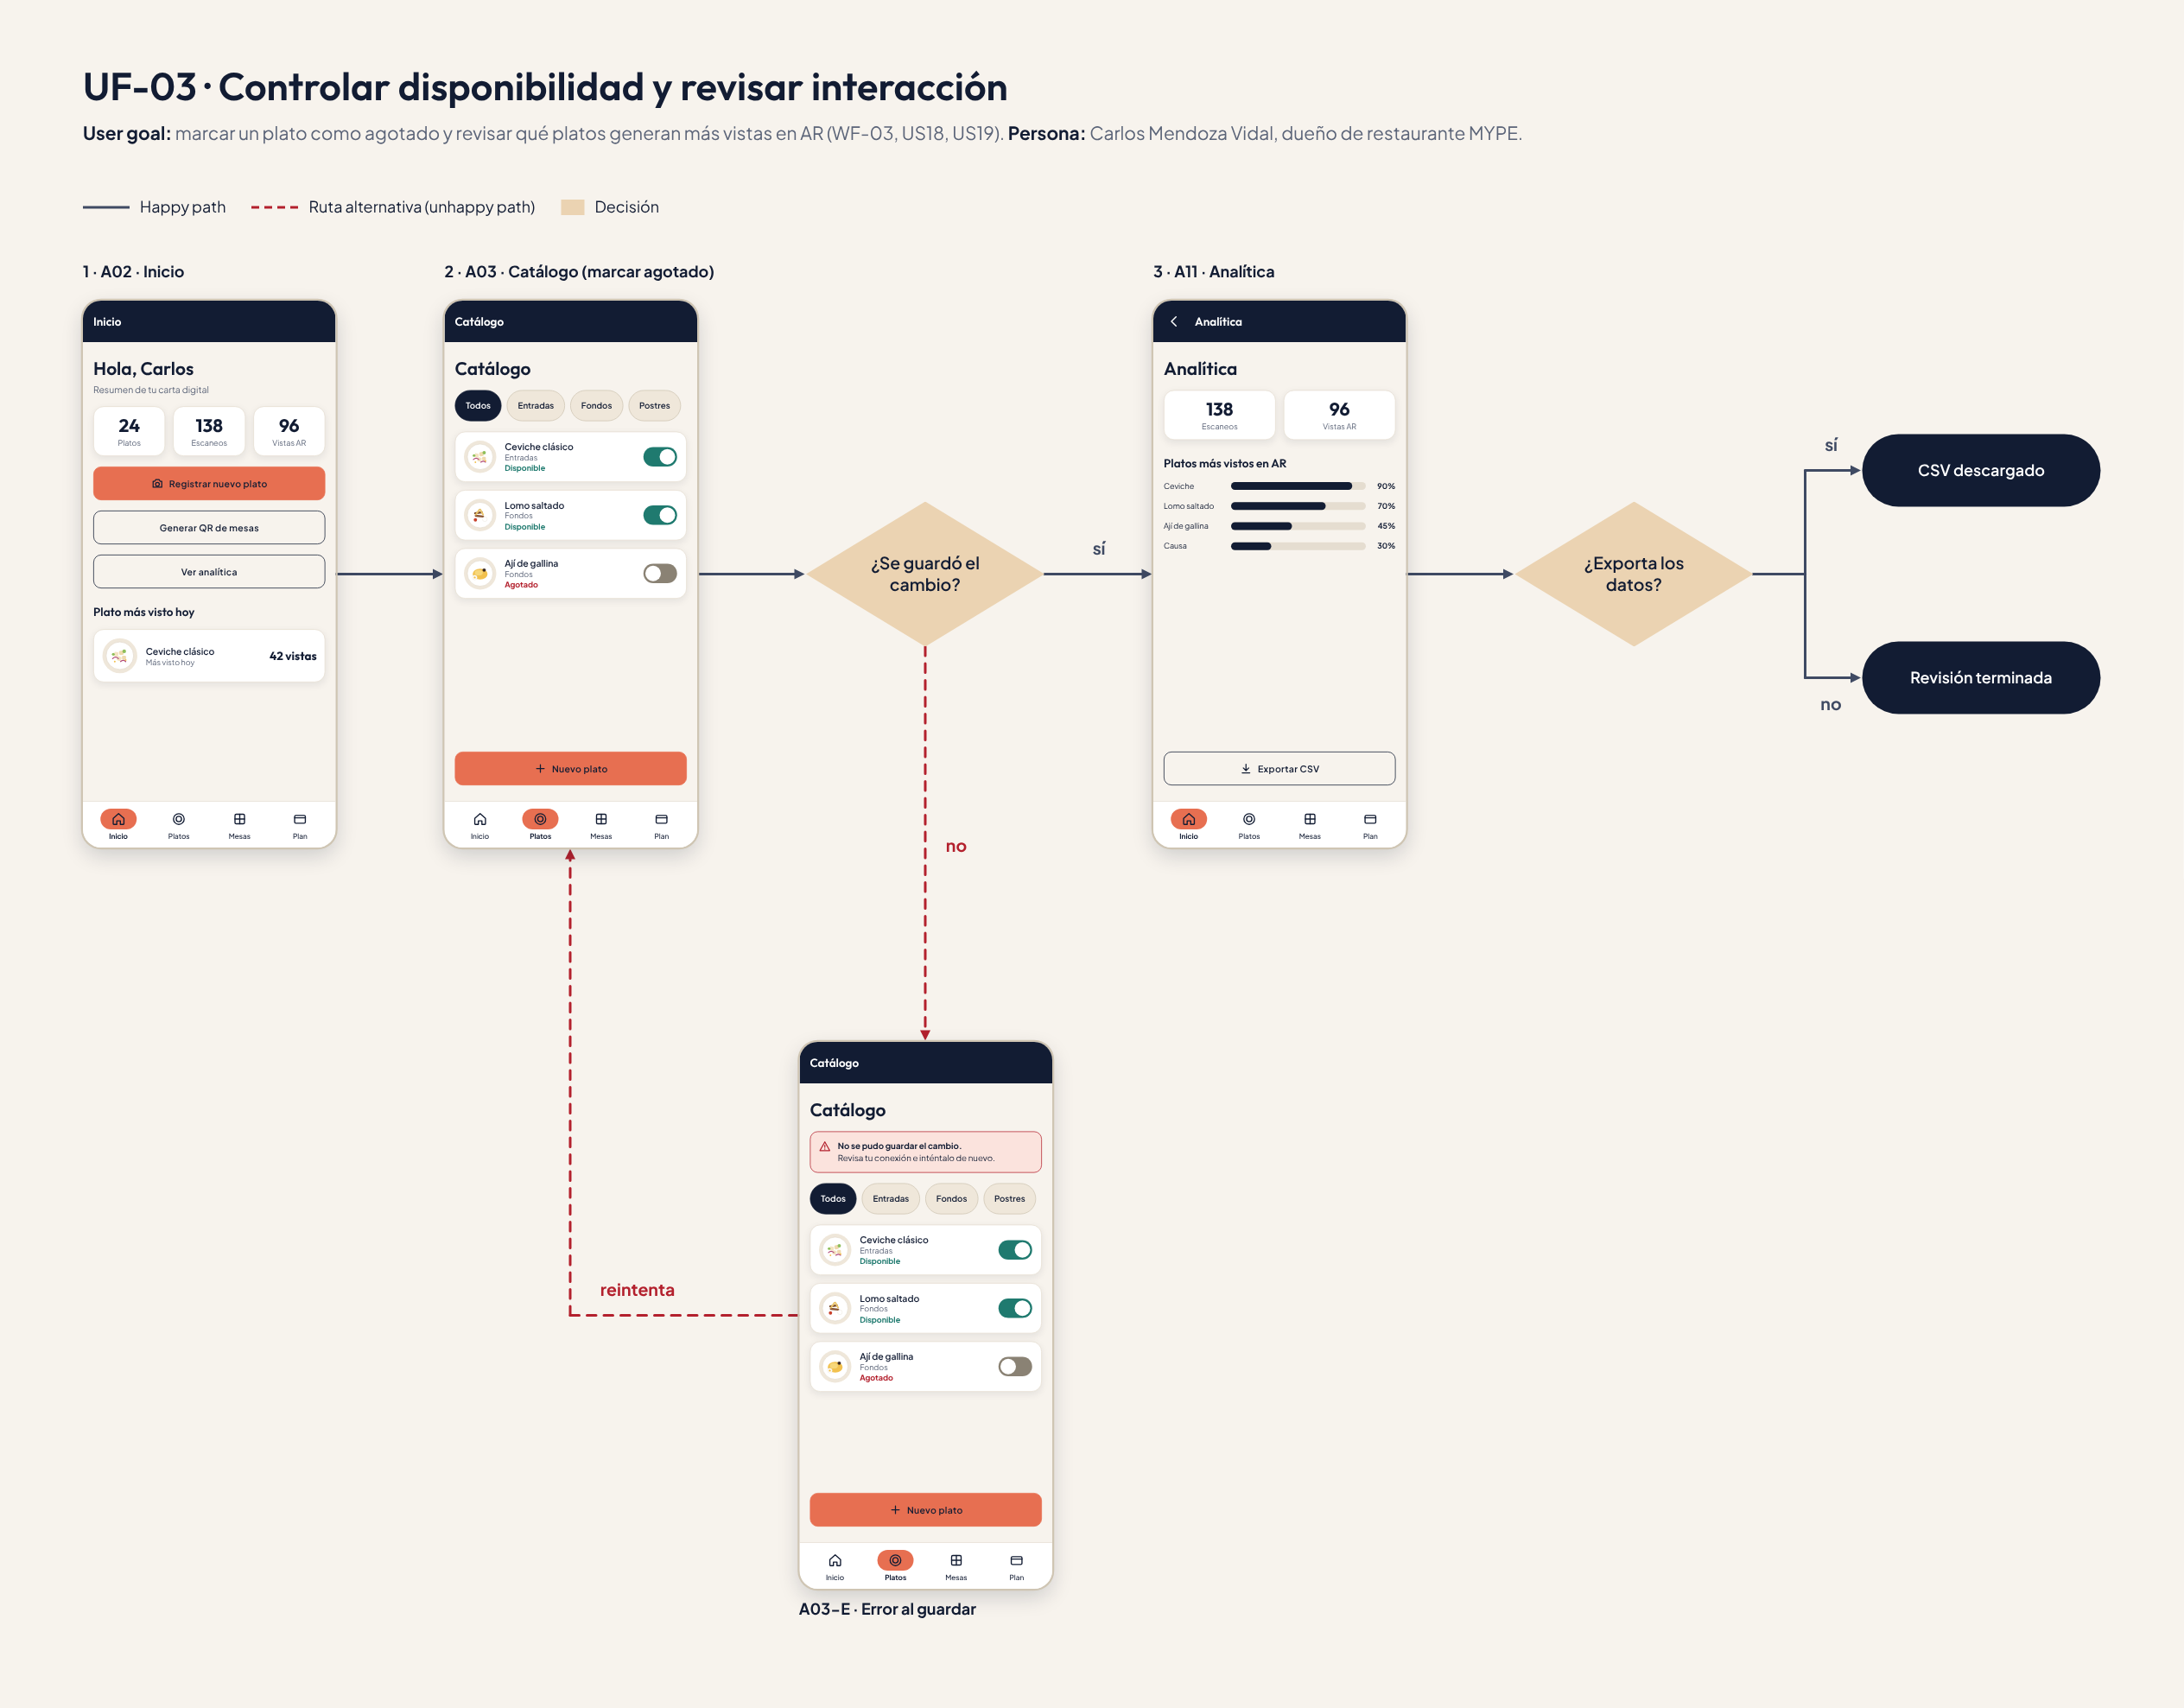 UF-03 · Controlar disponibilidad y revisar interacción
User goal: marcar un plato como agotado y revisar qué platos generan más vistas en AR (WF-03, US18, US19). Persona: Carlos Mendoza Vidal, dueño de restaurante MYPE.
Happy path
Ruta alternativa (unhappy path)
Decisión
1 · A02 · Inicio
Inicio
Hola, Carlos
Resumen de tu carta digital
24
Platos
138
Escaneos
96
Vistas AR
Registrar nuevo plato
Generar QR de mesas
Ver analítica
Plato más visto hoy
Ceviche clásico
Más visto hoy
42 vistas
Inicio
Platos
Mesas
Plan
2 · A03 · Catálogo (marcar agotado)
Catálogo
Catálogo
Todos
Entradas
Fondos
Postres
Ceviche clásico
Entradas
Disponible
Lomo saltado
Fondos
Disponible
Ají de gallina
Fondos
Agotado
+ Nuevo plato
Inicio
Platos
Mesas
Plan
¿Se guardó el
cambio?
sí
no
3 · A11 · Analítica
Analítica
Analítica
138
Escaneos
96
Vistas AR
Platos más vistos en AR
Ceviche
90%
Lomo saltado
70%
Ají de gallina
45%
Causa
30%
Exportar CSV
Inicio
Platos
Mesas
Plan
¿Exporta los
datos?
sí
CSV descargado
Revisión terminada
no
reintenta
Catálogo
Catálogo
No se pudo guardar el cambio.
Revisa tu conexión e inténtalo de nuevo.
Todos
Entradas
Fondos
Postres
Ceviche clásico
Entradas
Disponible
Lomo saltado
Fondos
Disponible
Ají de gallina
Fondos
Agotado
+ Nuevo plato
Inicio
Platos
Mesas
Plan
A03-E · Error al guardar